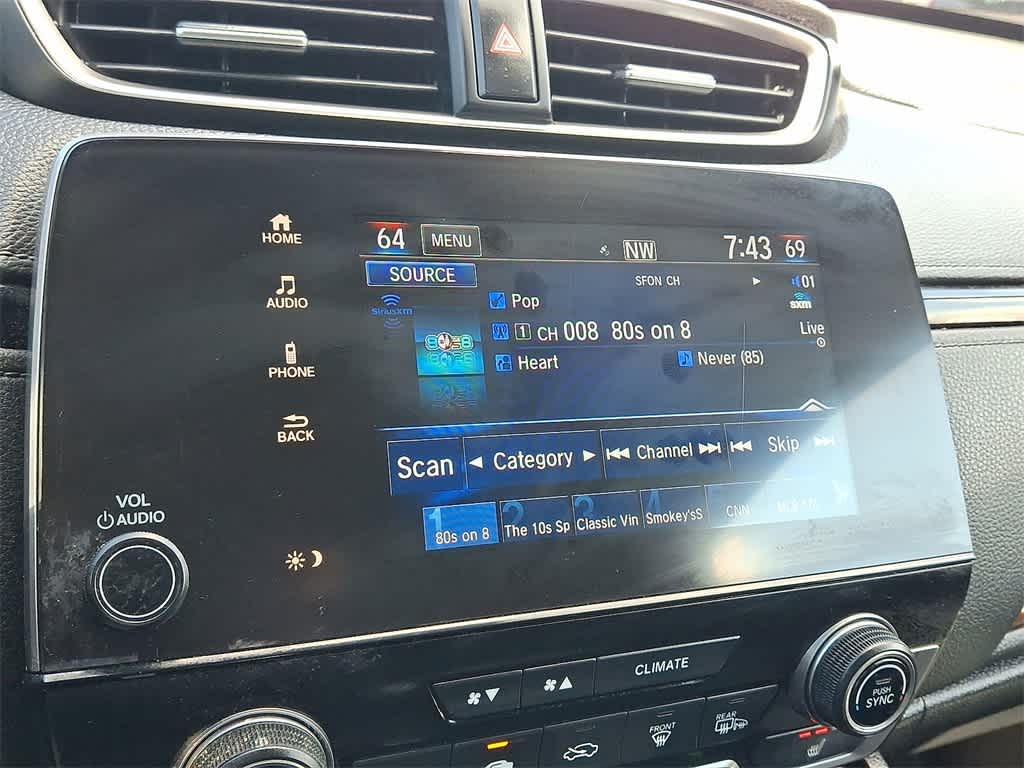 HOME
AUDIO
PHONE
BACK
VOL
AUDIO
64 MENU NW 7:43 69
SOURCE SFON CH 01
SiriusXM Pop sxm
1 CH 008 80s on 8 Live
Heart Never (85)
Scan Category Channel Skip
1 2 3 4
80s on 8 The 10s Sp Classic Vin Smokey'sS CNN
CLIMATE
FRONT
REAR
PUSH
SYNC